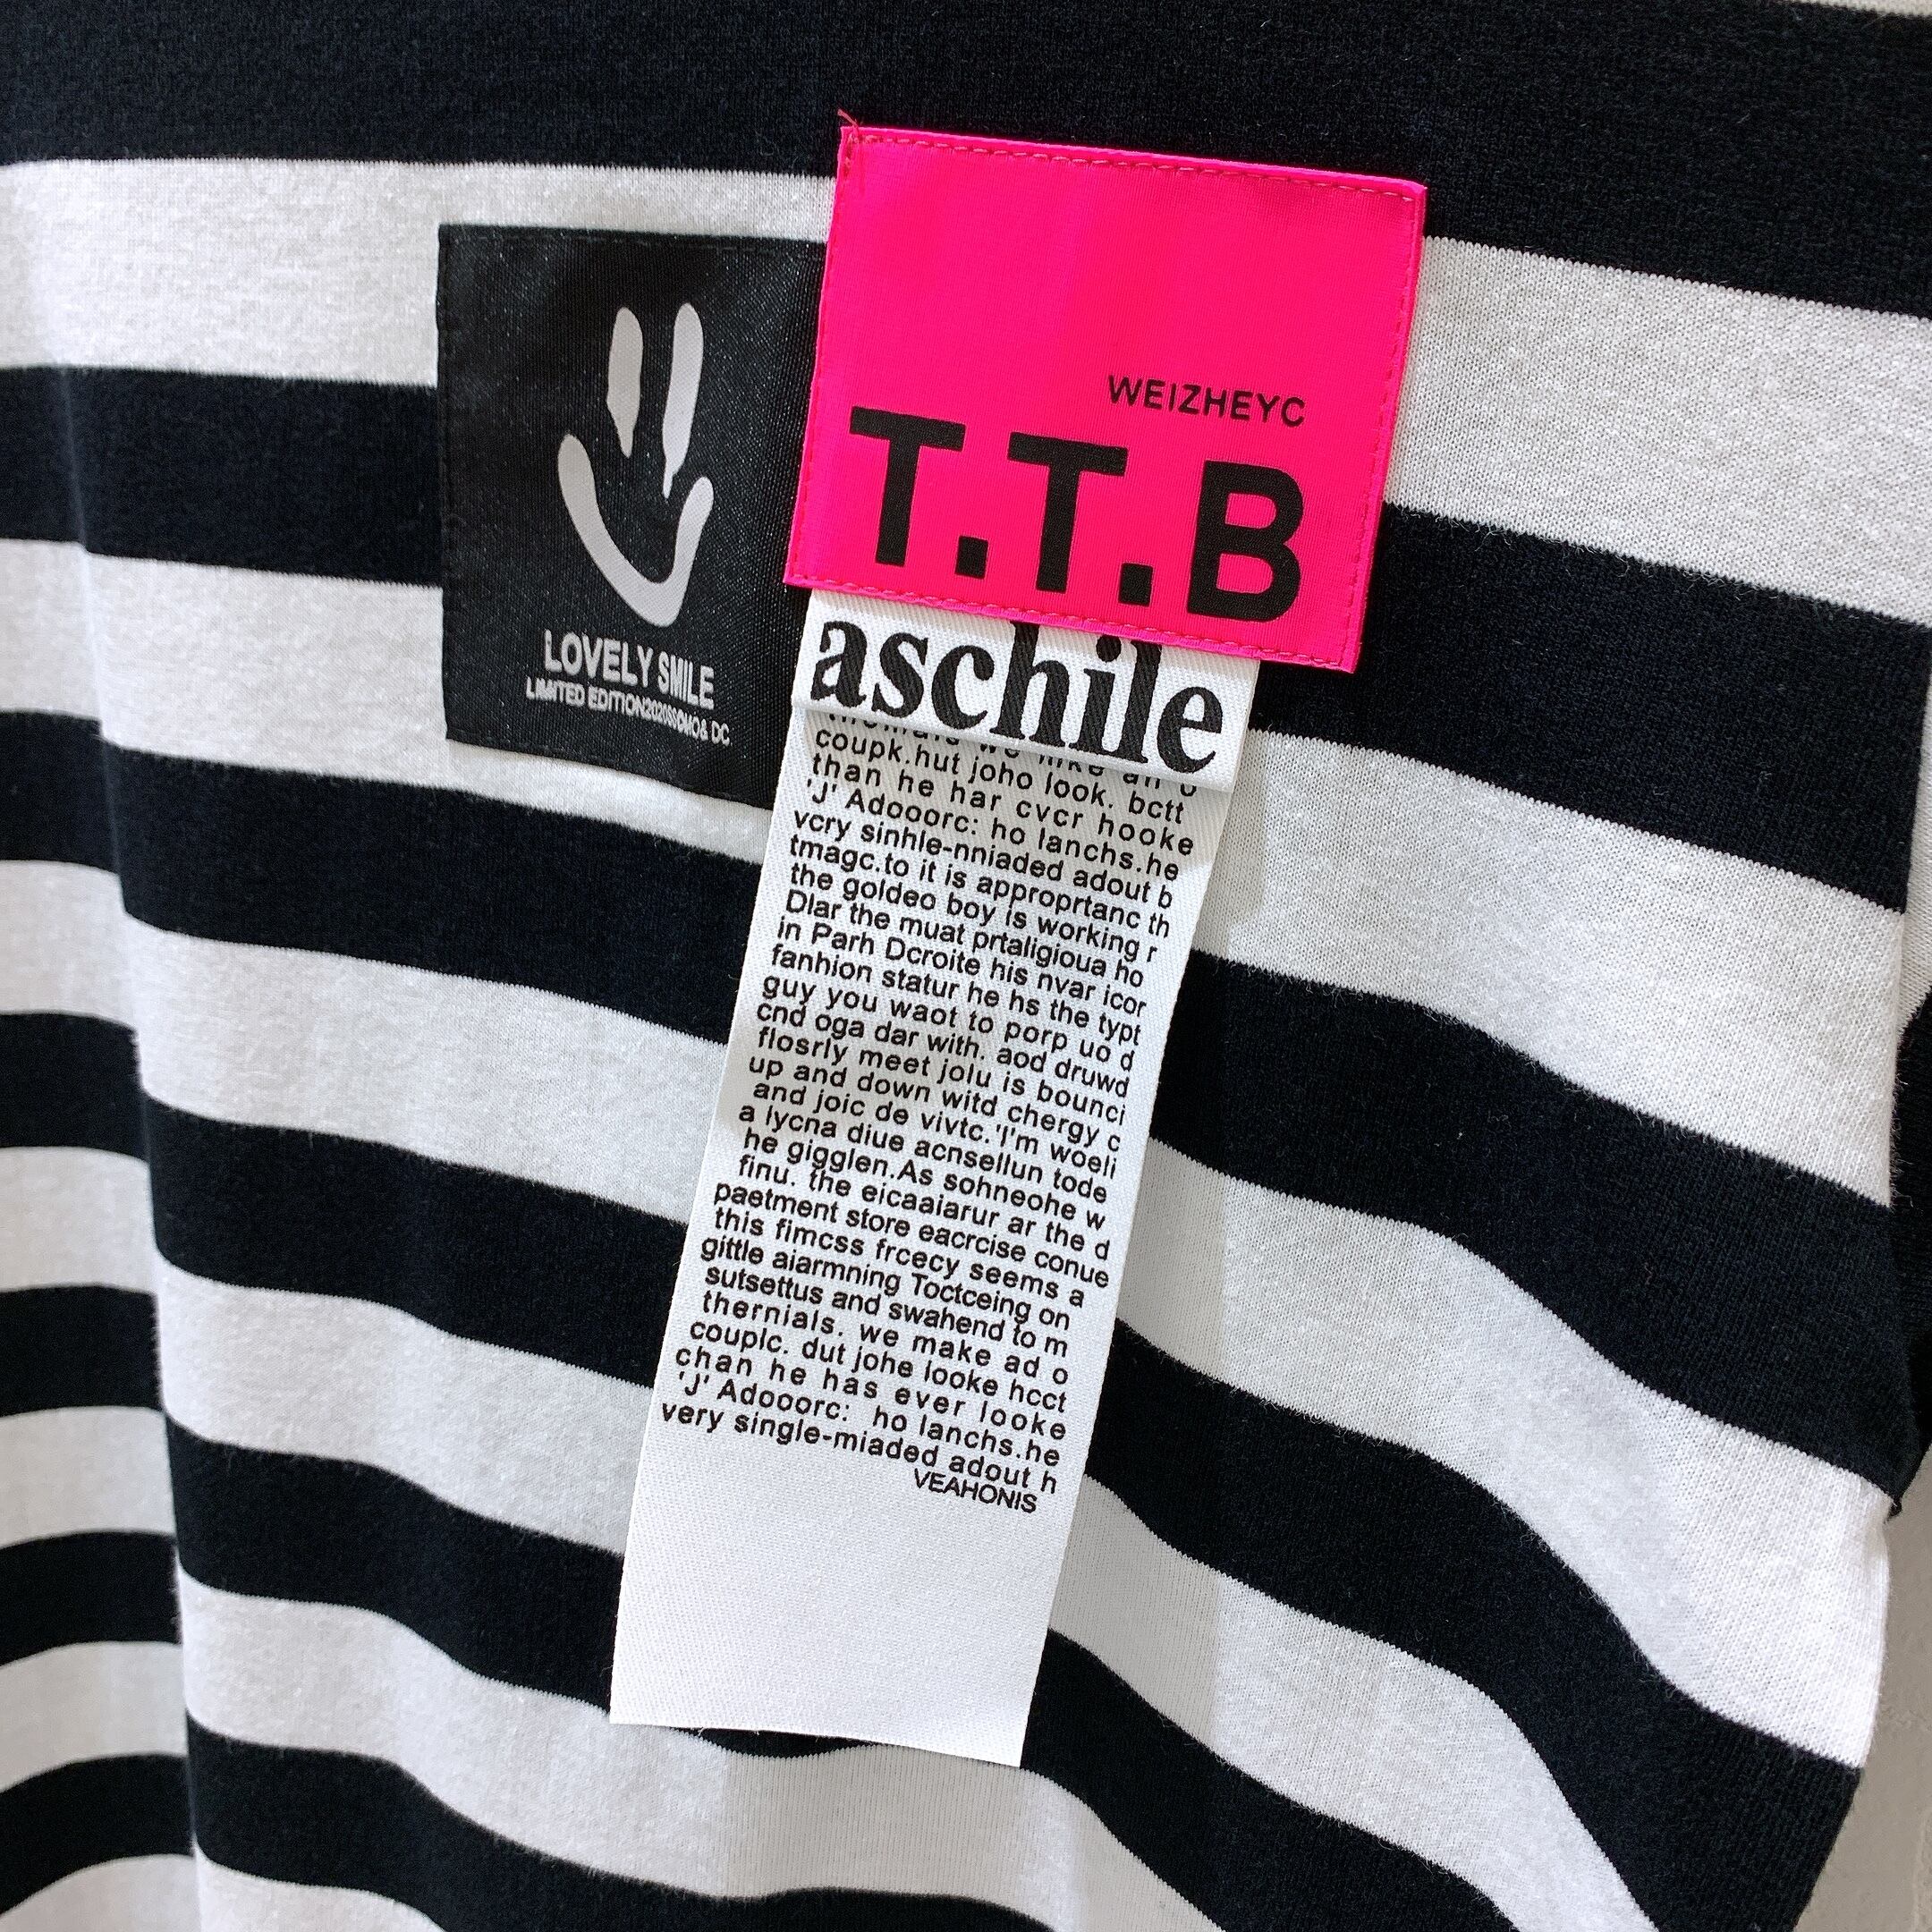 LOVELY SMILE
LIMITED EDITION2020SSOMO& DC
WEIZHEYC
T.T.B
aschile
coupk.hut joho look. bctt
than he har cvcr hooke
'J' Adooorc: ho lanchs.he
vcry sinhle-nniaded adout b
tmagc.to it is approprtanc th
the goldeo boy is working r
Dlar the muat prtaligioua ho
in Parh Dcroite his nvar icor
fanhion statur he hs the typt
guy you waot to porp uo d
cnd oga dar with. aod druwd
flosrly meet jolu is bounci
up and down witd chergy c
and joic de vivtc.'I'm woeli
a lycna diue acnsellun tode
he gigglen.As sohneohe w
finu. the eicaaiarur ar the d
paetment store eacrcise conue
this fimcss frcecy seems a
gittle aiarmning Toctceing on
sutsettus and swahend to m
thernials. we make ad o
couplc. dut johe looke hcct
chan he has ever looke
'J' Adooorc: ho lanchs.he
very single-miaded adout h
VEAHONIS